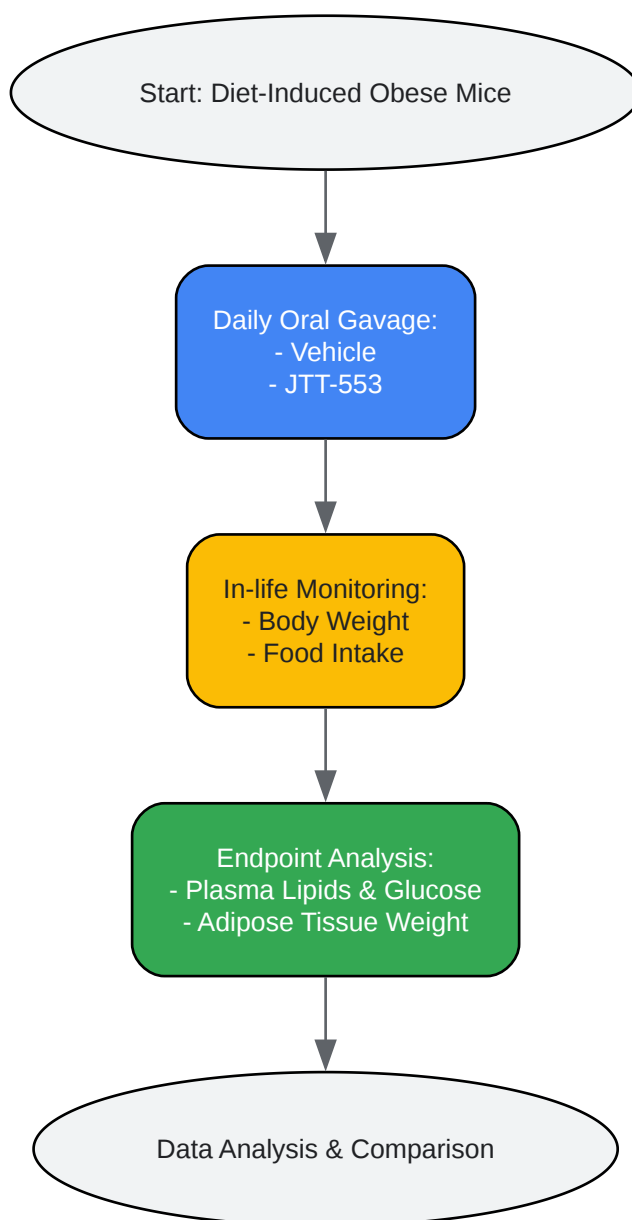 Start: Diet-Induced Obese Mice
Daily Oral Gavage:
- Vehicle
- JTT-553
In-life Monitoring:
- Body Weight
- Food Intake
Endpoint Analysis:
- Plasma Lipids & Glucose
- Adipose Tissue Weight
Data Analysis & Comparison